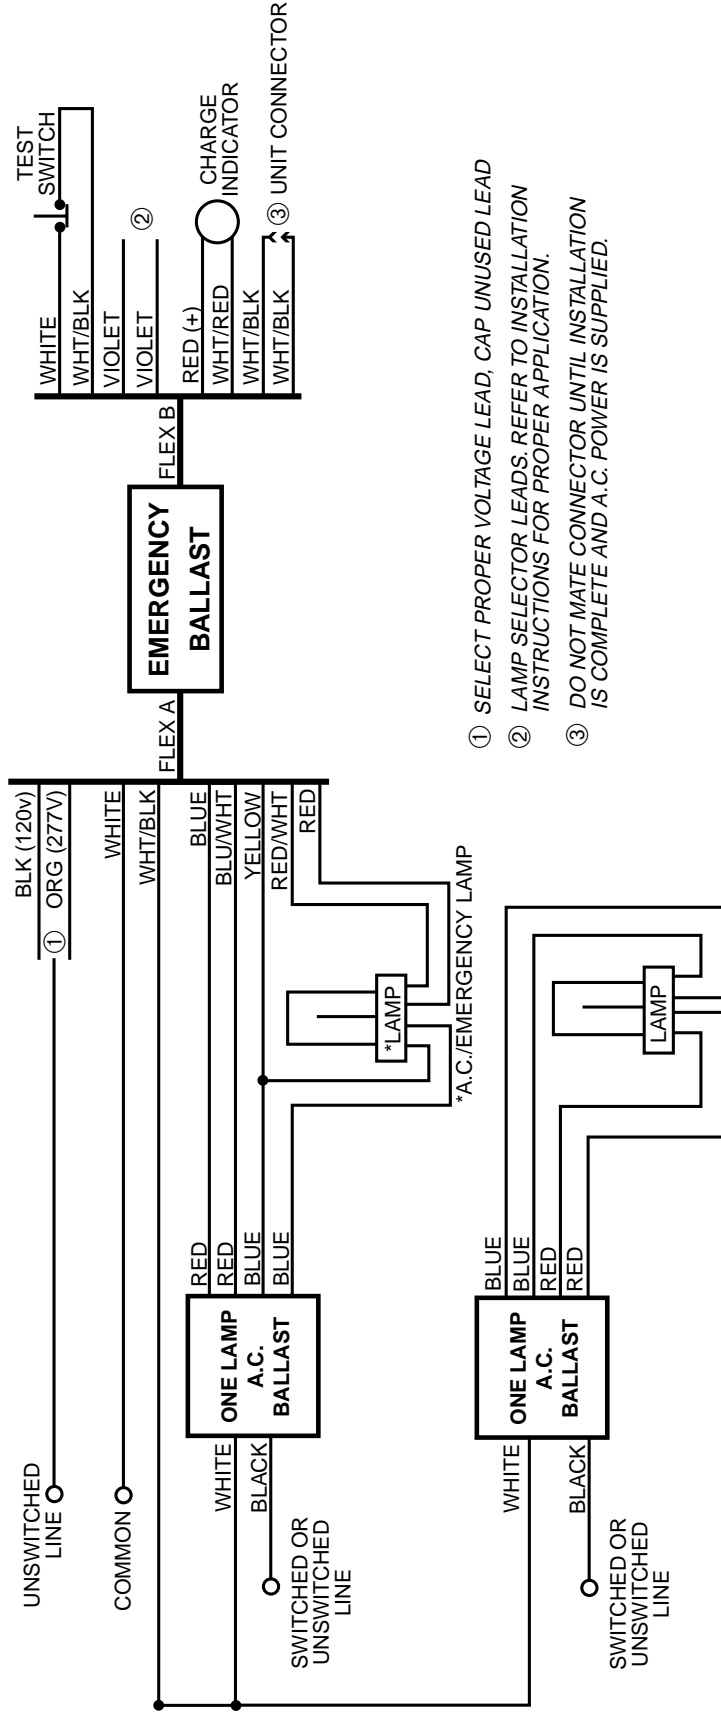 UNSWITCHED
LINE
COMMON
BLK (120v)
① ORG (277V)
WHITE
WHT/BLK
BLUE
BLU/WHT
YELLOW
RED/WHT
RED
FLEX A
EMERGENCY
BALLAST
FLEX B
WHITE
WHT/BLK
VIOLET
VIOLET
RED (+)
WHT/RED
WHT/BLK
WHT/BLK
TEST
SWITCH
②
CHARGE
INDICATOR
③ UNIT CONNECTOR
WHITE
BLACK
SWITCHED OR
UNSWITCHED
LINE
ONE LAMP
A.C.
BALLAST
RED
RED
BLUE
BLUE
*LAMP
*A.C./EMERGENCY LAMP
WHITE
BLACK
SWITCHED OR
UNSWITCHED
LINE
ONE LAMP
A.C.
BALLAST
BLUE
BLUE
RED
RED
LAMP
① SELECT PROPER VOLTAGE LEAD, CAP UNUSED LEAD
② LAMP SELECTOR LEADS. REFER TO INSTALLATION
INSTRUCTIONS FOR PROPER APPLICATION.
③ DO NOT MATE CONNECTOR UNTIL INSTALLATION
IS COMPLETE AND A.C. POWER IS SUPPLIED.